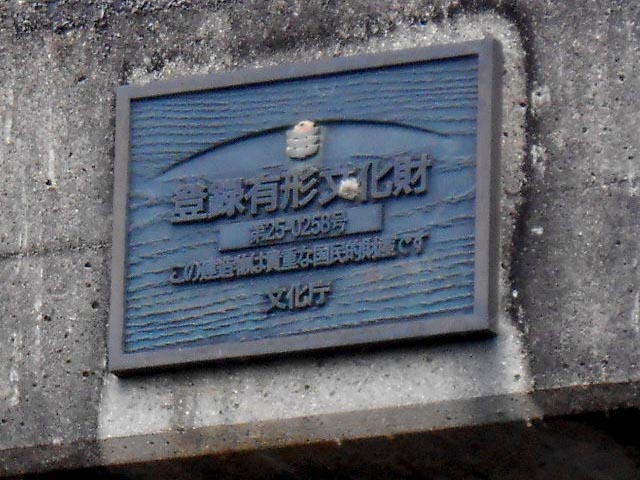 登録有形文化財
第25-0258号
この建造物は貴重な国民的財産です
文化庁